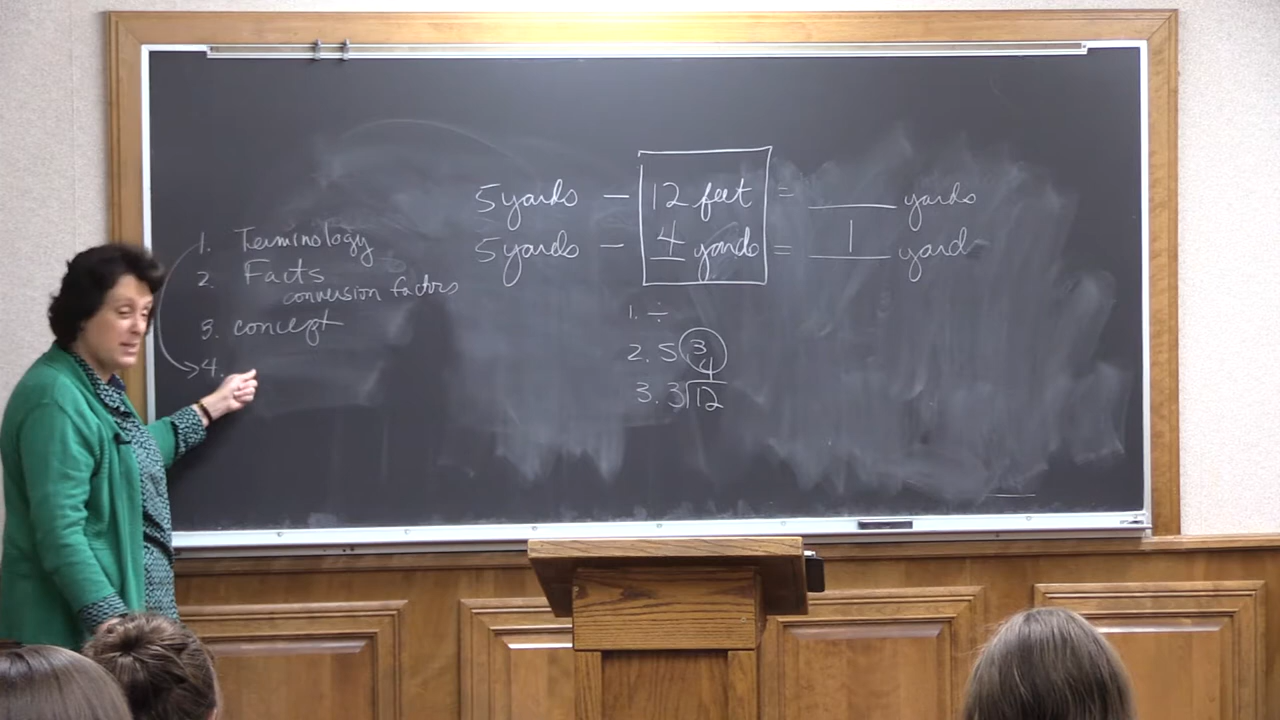 5 yards - 12 feet = ____ yards
5 yards - 4 yards = 1 yard
1. Terminology
2. Facts
conversion factors
3. concept
4.
1. ÷
2. 5 3
4
3. 3 12